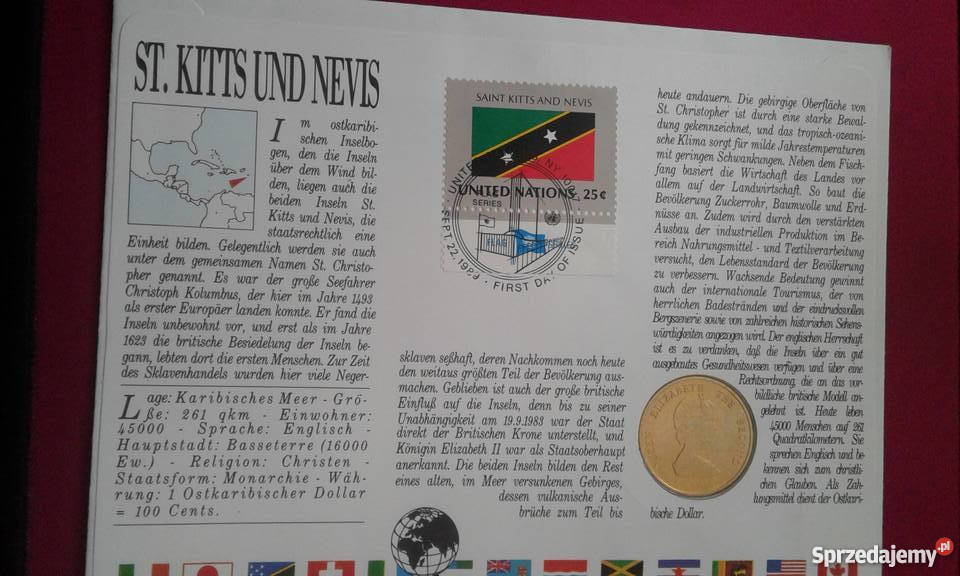 ST. KITTS UND NEVIS
Im ostkaribi-
schen Inselbo-
gen, den die Inseln
über dem Wind bil-
den, liegen auch die
beiden Inseln St.
Kitts und Nevis, die
staatsrechtlich eine
Einheit bilden. Gelegentlich werden sie auch
unter dem gemeinsamen Namen St. Christo-
pher genannt. Es war der große Seefahrer
Christoph Kolumbus, der hier im Jahre 1493
als erster Europäer landen konnte. Er fand die
Inseln unbewohnt vor, und erst als im Jahre
1623 die britische Besiedelung der Inseln be-
gann, lebten dort die ersten Menschen. Zur Zeit
des Sklavenhandels wurden hier viele Neger-
Lage: Karibisches Meer - Grö-
ße: 261 qkm - Einwohner:
45000 - Sprache: Englisch -
Hauptstadt: Basseterre (16000
Ew.) - Religion: Christen -
Staatsform: Monarchie - Wäh-
rung: 1 Ostkaribischer Dollar
= 100 Cents.
SAINT KITTS AND NEVIS
UNITED NATIONS 25¢
SERIES
FLAG
SEPT. 22, 1989 · FIRST DAY OF ISSUE
sklaven seßhaft, deren Nachkommen noch heute
den weitaus größten Teil der Bevölkerung aus-
machen. Geblieben ist auch der große britische
Einfluß auf die Inseln, denn bis zu seiner
Unabhängigkeit am 19.9.1983 war der Staat
direkt der Britischen Krone unterstellt, und
Königin Elizabeth II war als Staatsoberhaupt
anerkannt. Die beiden Inseln bilden den Rest
eines alten, im Meer versunkenen Gebirges,
dessen vulkanische Aus-
brüche zum Teil bis
heute andauern. Die gebirgige Oberfläche von
St. Christopher ist durch eine starke Bewal-
dung gekennzeichnet, und das tropisch-ozeani-
sche Klima sorgt für milde Jahrestemperaturen
mit geringen Schwankungen. Neben dem Fisch-
fang basiert die Wirtschaft des Landes vor
allem auf der Landwirtschaft. So baut die
Bevölkerung Zuckerrohr, Baumwolle und Erd-
nüsse an. Zudem wird durch den verstärkten
Ausbau der industriellen Produktion im Be-
reich Nahrungsmittel - und Textilverarbeitung
versucht, den Lebensstandard der Bevölkerung
zu verbessern. Wachsende Bedeutung gewinnt
auch der internationale Tourismus, der von
herrlichen Badestränden und der eindrucksvollen
Bergszenerie sowie von zahlreichen historischen Sehens-
würdigkeiten angezogen wird. Der englischen Herrschaft
ist es zu verdanken, daß die Inseln über ein gut
ausgebautes Gesundheitswesen verfügen und über eine
Rechtsordnung, die an das vor-
bildliche britische Modell an-
gelehnt ist. Heute leben
45000 Menschen auf 261
Quadratkilometern. Sie
sprechen Englisch und be-
kennen sich zum christli-
chen Glauben. Als Zah-
lungsmittel dient der Ostkari-
bische Dollar.
ELIZABETH THE
Sprzedajemy.pl